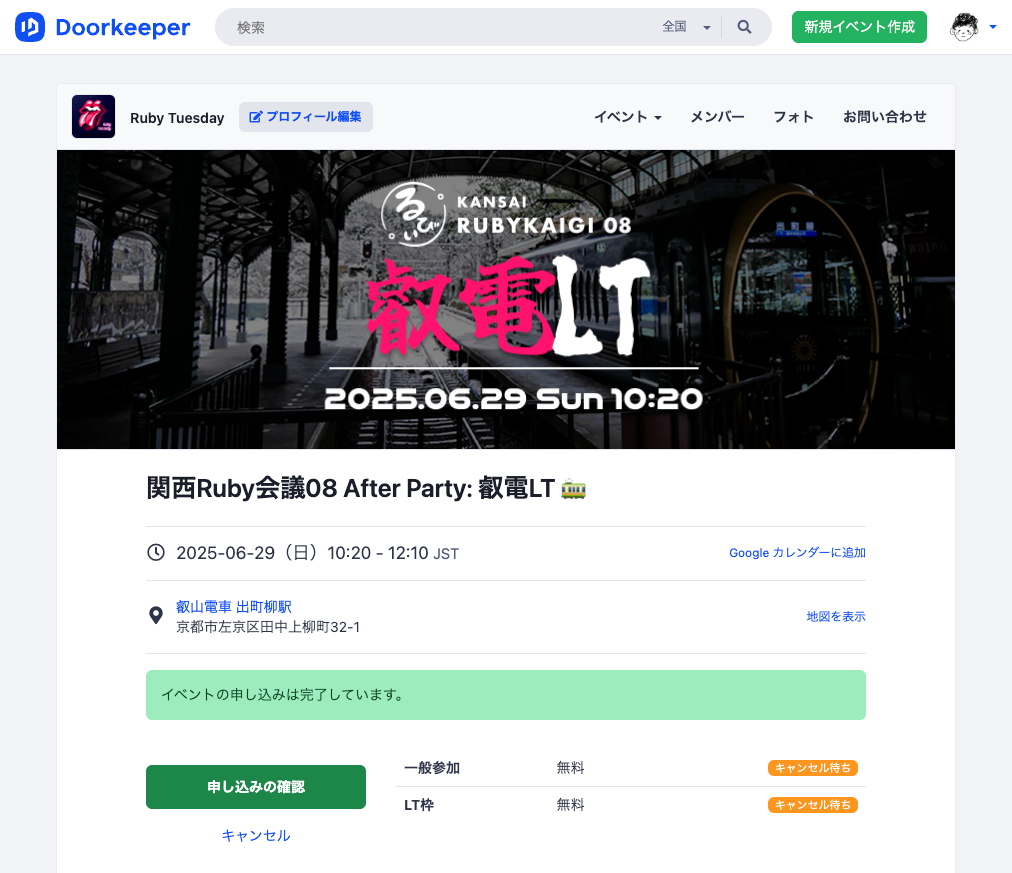 Doorkeeper
検索
全国
新規イベント作成
Ruby Tuesday
プロフィール編集
イベント
メンバー
フォト
お問い合わせ
るびい
KANSAI
RUBYKAIGI 08
出町柳
叡電LT
2025.06.29 Sun 10:20
関西Ruby会議08 After Party: 叡電LT 🚋
2025-06-29（日）10:20 - 12:10 JST
Google カレンダーに追加
叡山電車 出町柳駅
京都市左京区田中上柳町32-1
地図を表示
イベントの申し込みは完了しています。
申し込みの確認
キャンセル
一般参加
無料
キャンセル待ち
LT枠
無料
キャンセル待ち